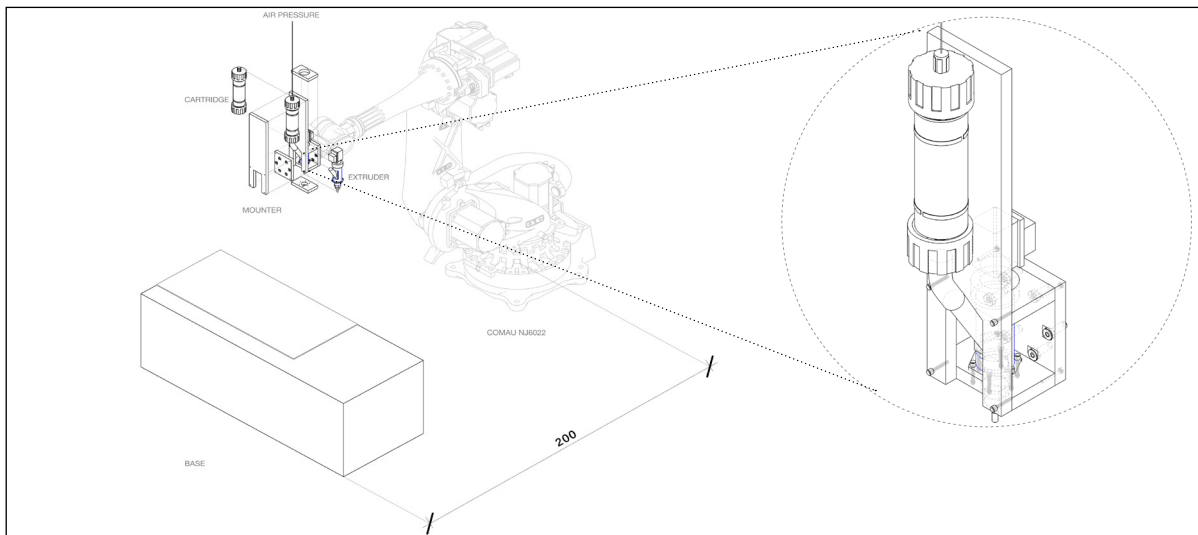 AIR PRESSURE
CARTRIDGE
EXTRUDER
MOUNTER
COMAU NJ6022
200
BASE